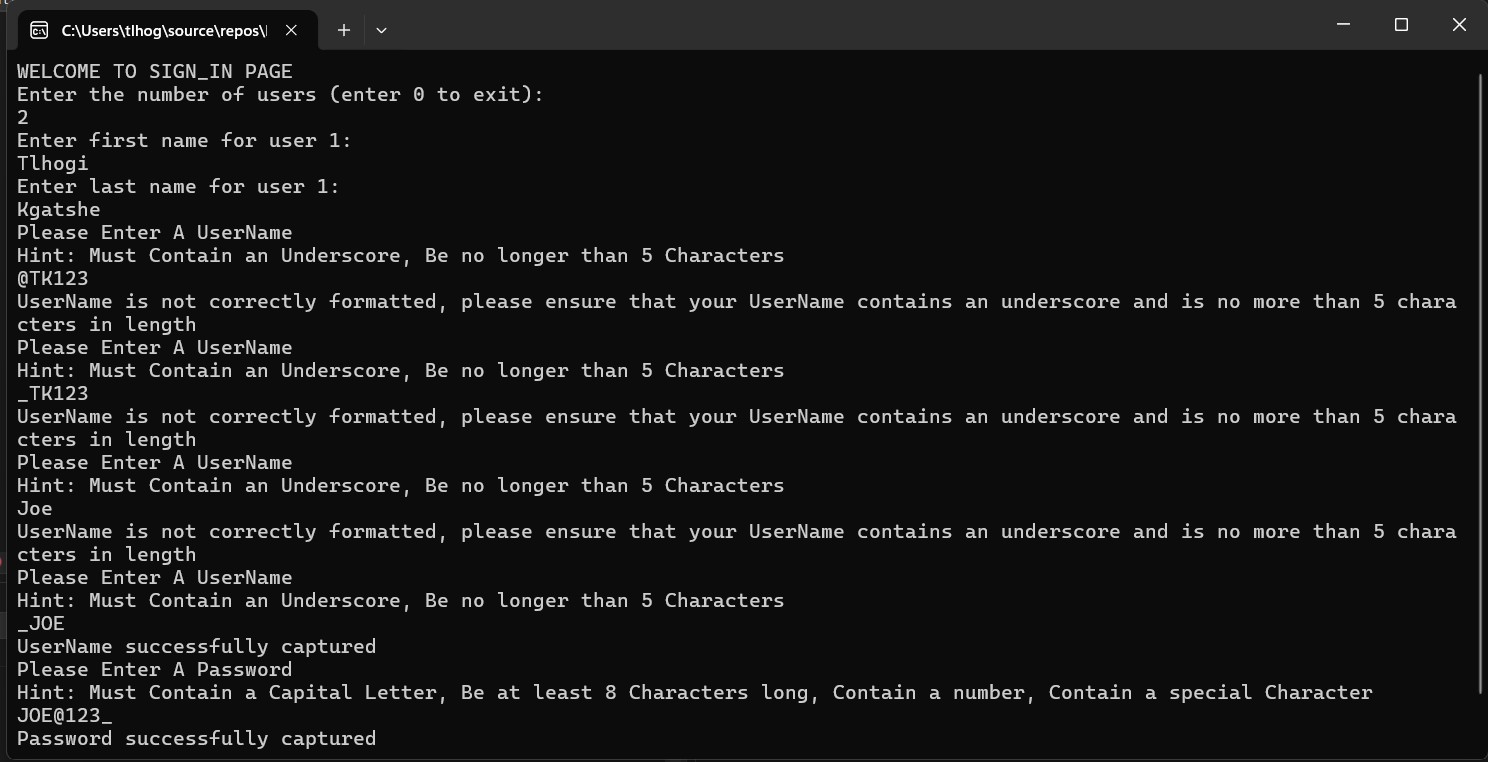 C:\Users\tlhog\source\repos\
WELCOME TO SIGN_IN PAGE
Enter the number of users (enter 0 to exit):
2
Enter first name for user 1:
Tlhogi
Enter last name for user 1:
Kgatshe
Please Enter A UserName
Hint: Must Contain an Underscore, Be no longer than 5 Characters
@TK123
UserName is not correctly formatted, please ensure that your UserName contains an underscore and is no more than 5 chara
cters in length
Please Enter A UserName
Hint: Must Contain an Underscore, Be no longer than 5 Characters
_TK123
UserName is not correctly formatted, please ensure that your UserName contains an underscore and is no more than 5 chara
cters in length
Please Enter A UserName
Hint: Must Contain an Underscore, Be no longer than 5 Characters
Joe
UserName is not correctly formatted, please ensure that your UserName contains an underscore and is no more than 5 chara
cters in length
Please Enter A UserName
Hint: Must Contain an Underscore, Be no longer than 5 Characters
_JOE
UserName successfully captured
Please Enter A Password
Hint: Must Contain a Capital Letter, Be at least 8 Characters long, Contain a number, Contain a special Character
JOE@123_
Password successfully captured